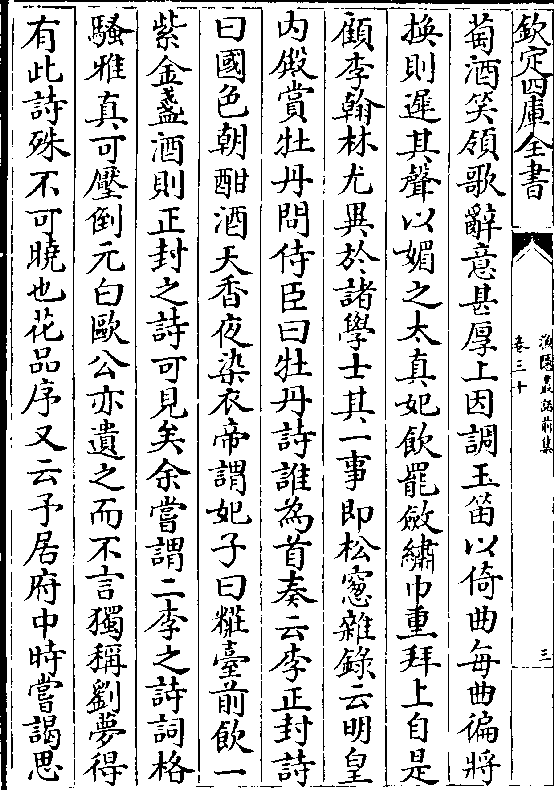 欽定四庫全書
漁隱叢話前集
卷三十
三
萄酒笑領歌辭意甚厚上因調玉笛以倚曲每曲徧將
換則遲其聲以媚之太真妃飲罷斂繡巾重拜上自是
顧李翰林尤異於諸學士其一事即松窻雜錄云明皇
内殿賞牡丹問侍臣曰牡丹詩誰為首奏云李正封詩
曰國色朝酣酒天香夜染衣帝謂妃子曰糚臺前飲一
紫金盞酒則正封之詩可見矣余嘗謂二李之詩詞格
騷雅真可壓倒元白歐公亦遺之而不言獨稱劉夢得
有此詩殊不可曉也花品序又云予居府中時嘗謁思